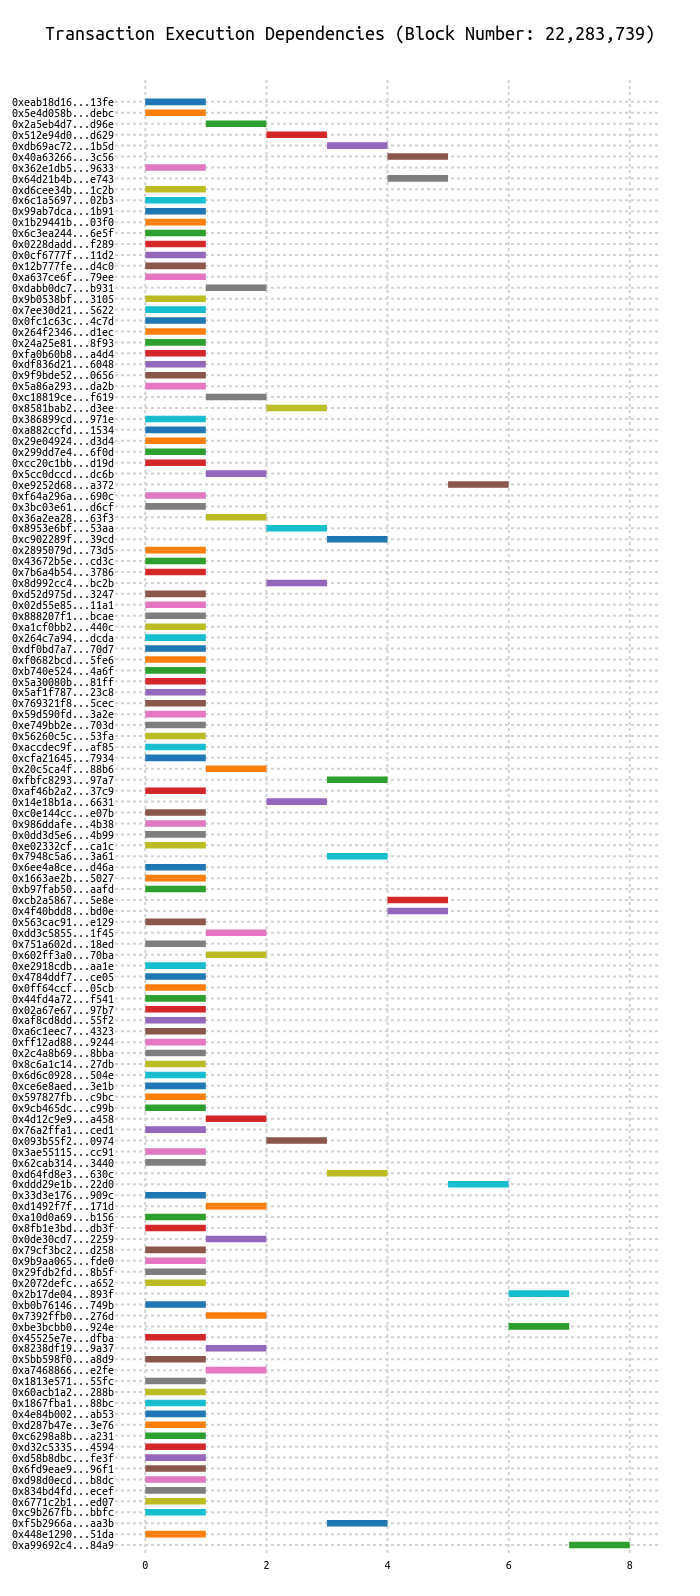 Transaction Execution Dependencies (Block Number: 22,283,739)
0xeab18d16...13fe
0x5e4d058b...debc
0x2a5eb4d7...d96e
0x512e94d0...d629
0xdb69ac72...1b5d
0x40a63266...3c56
0x362e1db5...9633
0x64d21b4b...e743
0xd6cee34b...1c2b
0x6c1a5697...02b3
0x99ab7dca...1b91
0x1b29441b...03f0
0x6c3ea244...6e5f
0x0228dadd...f289
0x0cf6777f...11d2
0x12b777fe...d4c0
0xa637ce6f...79ee
0xdabb0dc7...b931
0x9b0538bf...3105
0x7ee30d21...5622
0x0fc1c63c...4c7d
0x264f2346...d1ec
0x24a25e81...8f93
0xfa0b60b8...a4d4
0xdf836d21...6048
0x9f9bde52...0656
0x5a86a293...da2b
0xc18819ce...f619
0x8581bab2...d3ee
0x386899cd...971e
0xa882ccfd...1534
0x29e04924...d3d4
0x299dd7e4...6f0d
0xcc20c1bb...d19d
0x5cc0dccd...dc6b
0xe9252d68...a372
0xf64a296a...690c
0x3bc03e61...d6cf
0x36a2ea28...63f3
0x8953e6bf...53aa
0xc902289f...39cd
0x2895079d...73d5
0x43672b5e...cd3c
0x7b6a4b54...3786
0x8d992cc4...bc2b
0xd52d975d...3247
0x02d55e85...11a1
0x888207f1...bcae
0xa1cf0bb2...440c
0x264c7a94...dcda
0xdf0bd7a7...70d7
0xf0682bcd...5fe6
0xb740e524...4a6f
0x5a30080b...81ff
0x5af1f787...23c8
0x769321f8...5cec
0x59d590fd...3a2e
0xe749bb2e...703d
0x56260c5c...53fa
0xaccdec9f...af85
0xcfa21645...7934
0x20c5ca4f...88b6
0xfbfc8293...97a7
0xaf46b2a2...37c9
0x14e18b1a...6631
0xc0e144cc...e07b
0x986ddafe...4b38
0x0dd3d5e6...4b99
0xe02332cf...ca1c
0x7948c5a6...3a61
0x6ee4a8ce...d46a
0x1663ae2b...5027
0xb97fab50...aafd
0xcb2a5867...5e8e
0x4f40bdd8...bd0e
0x563cac91...e129
0xdd3c5855...1f45
0x751a602d...18ed
0x602ff3a0...70ba
0xe2918cdb...aa1e
0x4784ddf7...ce05
0x0ff64ccf...05cb
0x44fd4a72...f541
0x02a67e67...97b7
0xaf8cd8dd...55f2
0xa6c1eec7...4323
0xff12ad88...9244
0x2c4a8b69...8bba
0x8c6a1c14...27db
0x6d6c0928...504e
0xce6e8aed...3e1b
0x597827fb...c9bc
0x9cb465dc...c99b
0x4d12c9e9...a458
0x76a2ffa1...ced1
0x093b55f2...0974
0x3ae55115...cc91
0x62cab314...3440
0xd64fd8e3...630c
0xddd29e1b...22d0
0x33d3e176...909c
0xd1492f7f...171d
0xa10d0a69...b156
0x8fb1e3bd...db3f
0x0de30cd7...2259
0x79cf3bc2...d258
0x9b9aa065...fde0
0x29fdb2fd...8b5f
0x2072defc...a652
0x2b17de04...893f
0xb0b76146...749b
0x7392ffb0...276d
0xbe3bcbb0...924e
0x45525e7e...dfba
0x8238df19...9a37
0x5bb598f0...a8d9
0xa7468866...e2fe
0x1813e571...55fc
0x60acb1a2...288b
0x1867fba1...88bc
0x4e84b002...ab53
0xd287b47e...3e76
0xc6298a8b...a231
0xd32c5335...4594
0xd58b8dbc...fe3f
0x6fd9eae9...96f1
0xd98d0ecd...b8dc
0x834bd4fd...ecef
0x6771c2b1...ed07
0xc9b267fb...bbfc
0xf5b2966a...aa3b
0x448e1290...51da
0xa99692c4...84a9
0 2 4 6 8